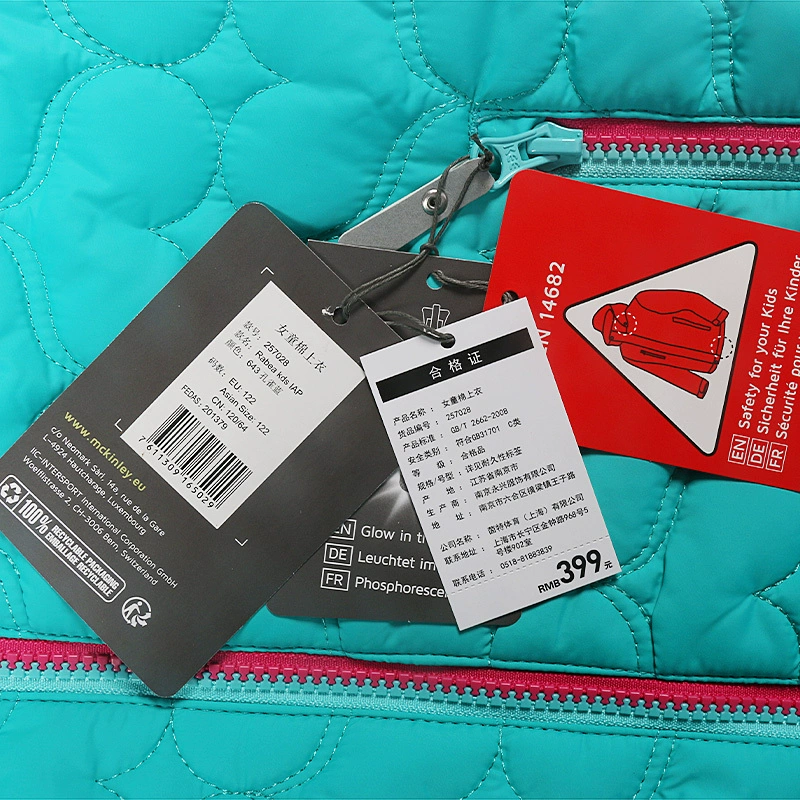 女童棉上衣
款号: 257028
款名: Rabea kds IAP
颜色: 643 孔雀蓝
码数: EU: 122
Asian Size: 122
CN: 120/64
FEDAS: 201379
7 611309 165029
www.mckinley.eu
c/o Neomark Sàrl, 14a, rue de la Gare
L-4924 Hautcharage, Luxembourg
IIC-INTERSPORT International Corporation GmbH
Woelflistrasse 2, CH-3006 Bern, Switzerland
100% RECYCLABLE PACKAGING
EMBALLAGE RECYCLABLE
EN Glow in th
DE Leuchtet im
FR Phosphoresce
合格证
产品名称: 女童棉上衣
货品编号: 257028
产品标准: GB/T 2662-2008
安全类别: 符合GB31701 C类
等级: 合格品
规格/号型: 详见耐久性标签
产地: 江苏省南京市
生产商: 南京永兴服饰有限公司
地址: 南京市六合区横梁镇王子路
公司名称: 茵特体育（上海）有限公司
联系地址: 上海市长宁区金钟路968号5
号楼902室
联系电话: 0518-81883839
RMB399元
EN 14682
EN Safety for your Kids
DE Sicherheit für Ihre Kinder
FR Sécurité pour